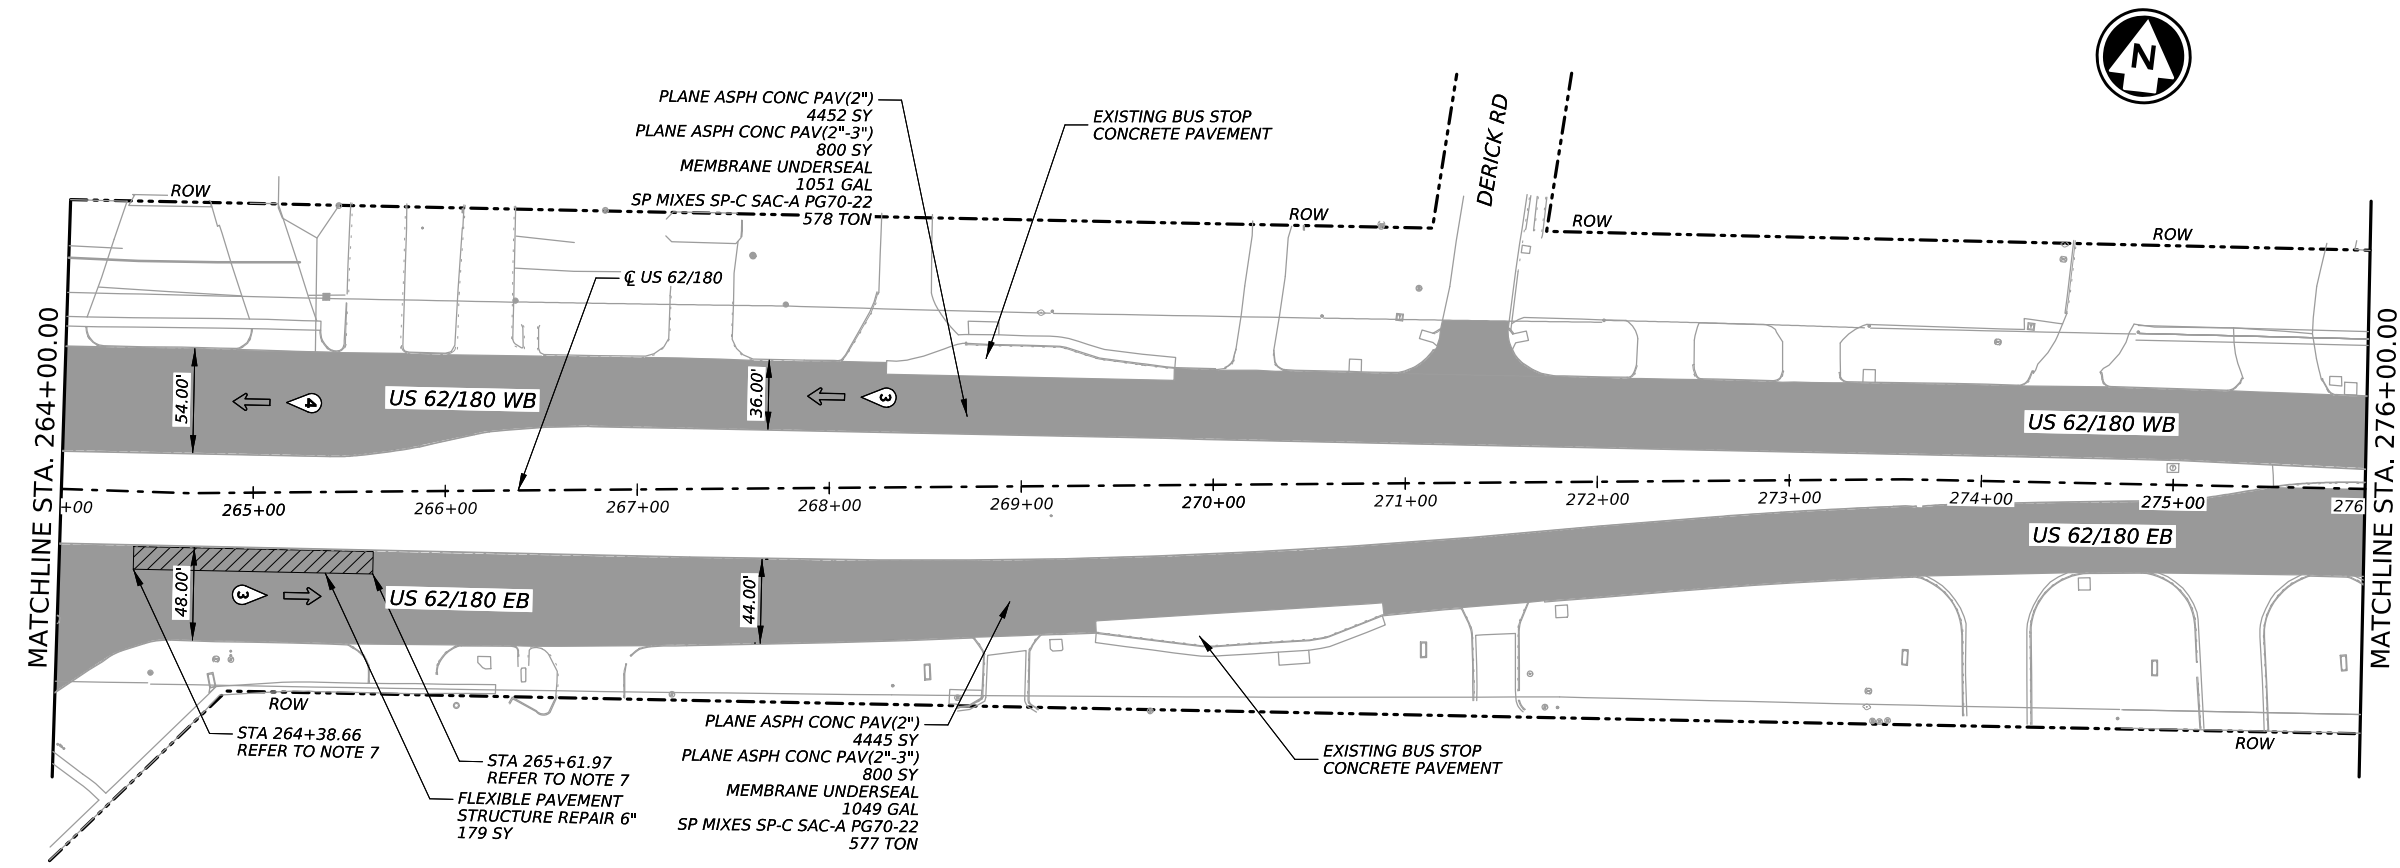 N
PLANE ASPH CONC PAV(2")
4452 SY
PLANE ASPH CONC PAV(2"-3")
800 SY
MEMBRANE UNDERSEAL
1051 GAL
SP MIXES SP-C SAC-A PG70-22
578 TON
EXISTING BUS STOP
CONCRETE PAVEMENT
DERICK RD
ROW
ROW
ROW
ROW
℄ US 62/180
MATCHLINE STA. 264+00.00
54.00'
4
US 62/180 WB
36.00'
3
US 62/180 WB
MATCHLINE STA. 276+00.00
+00
265+00
266+00
267+00
268+00
269+00
270+00
271+00
272+00
273+00
274+00
275+00
276
48.00'
3
US 62/180 EB
44.00'
US 62/180 EB
ROW
STA 264+38.66
REFER TO NOTE 7
STA 265+61.97
REFER TO NOTE 7
FLEXIBLE PAVEMENT
STRUCTURE REPAIR 6"
179 SY
PLANE ASPH CONC PAV(2")
4445 SY
PLANE ASPH CONC PAV(2"-3")
800 SY
MEMBRANE UNDERSEAL
1049 GAL
SP MIXES SP-C SAC-A PG70-22
577 TON
EXISTING BUS STOP
CONCRETE PAVEMENT
ROW